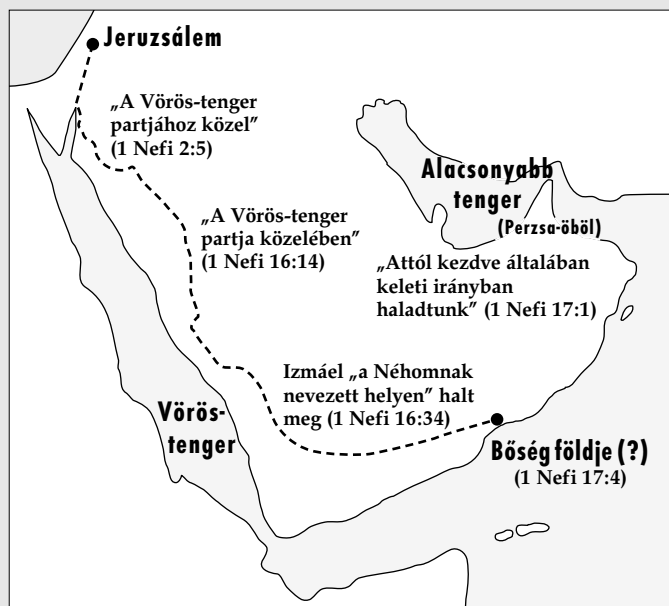 Jeruzsálem
„A Vörös-tenger
partjához közel”
(1 Nefi 2:5)
Alacsonyabb
tenger
(Perzsa-öböl)
„A Vörös-tenger
partja közelében”
(1 Nefi 16:14)
„Attól kezdve általában
keleti irányban
haladtunk” (1 Nefi 17:1)
Izmáel „a Néhomnak
nevezett helyen” halt
meg (1 Nefi 16:34)
Vörös-
tenger
Bőség földje (?)
(1 Nefi 17:4)